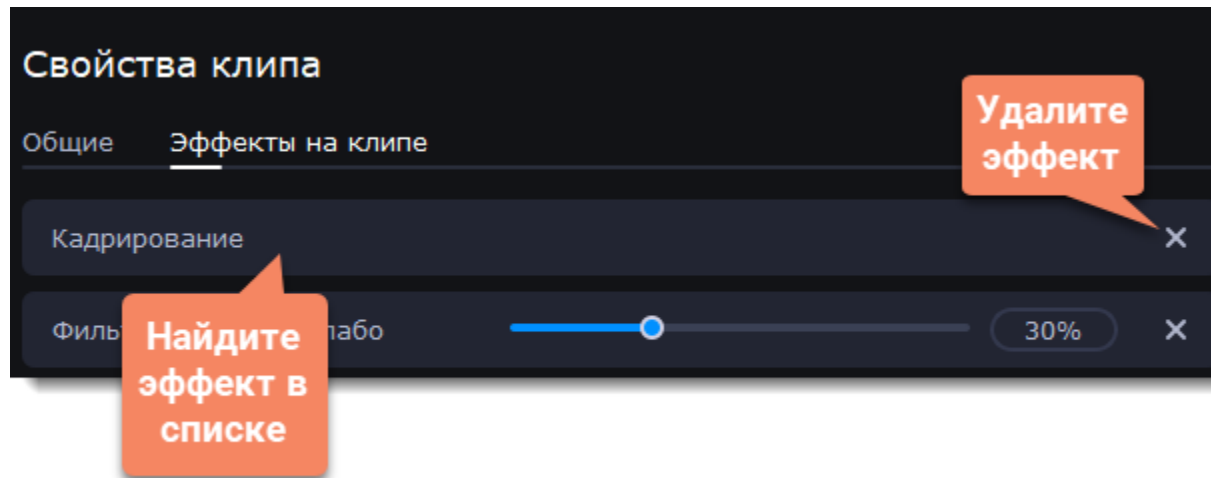 Свойства клипа
Удалите
эффект
Общие Эффекты на клипе
Кадрирование
Найдите
эффект в
списке
30%